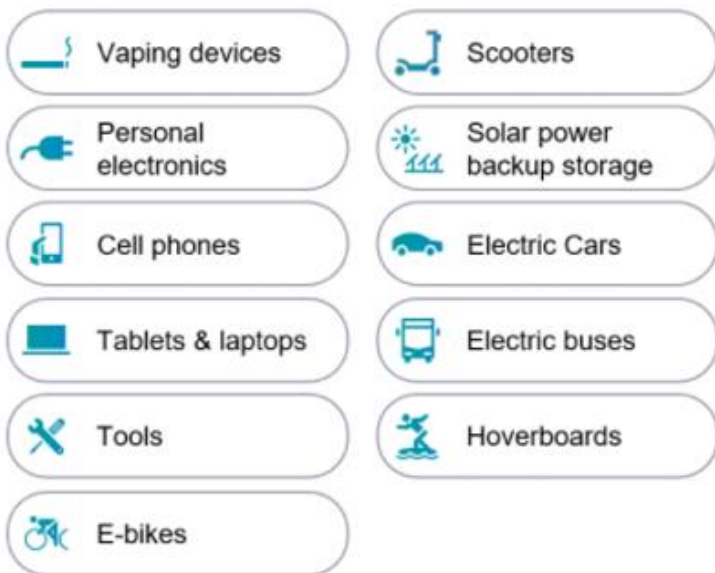 Vaping devices
Scooters
Personal
electronics
Solar power
backup storage
Cell phones
Electric Cars
Tablets & laptops
Electric buses
Tools
Hoverboards
E-bikes